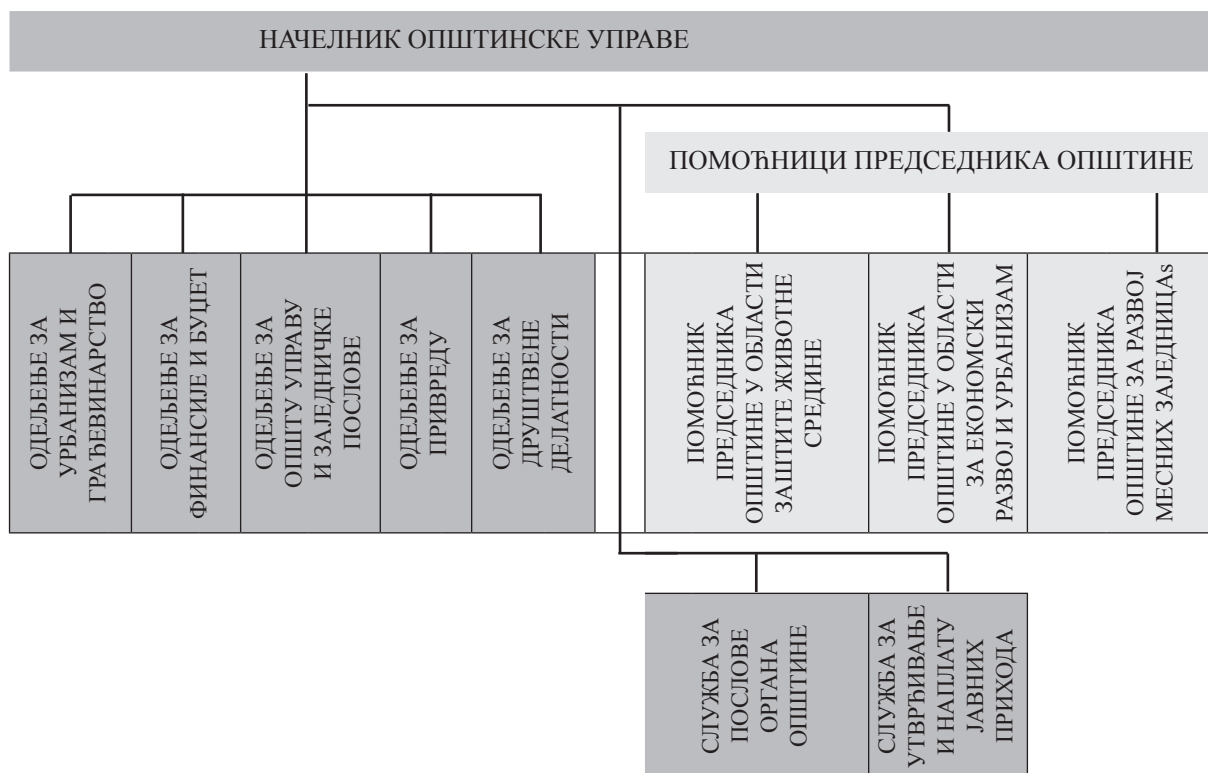 НАЧЕЛНИК ОПШТИНСКЕ УПРАВЕ
ПОМОЋНИЦИ ПРЕДСЕДНИКА ОПШТИНЕ
ОДЕЉЕЊЕ ЗА
УРБАНИЗАМ И
ГРАЂЕВИНАРСТВО
ОДЕЉЕЊЕ ЗА
ФИНАНСИЈЕ И БУЏЕТ
ОДЕЉЕЊЕ ЗА
ОПШТУ УПРАВУ
И ЗАЈЕДНИЧКЕ
ПОСЛОВЕ
ОДЕЉЕЊЕ ЗА
ПРИВРЕДУ
ОДЕЉЕЊЕ ЗА
ДРУШТВЕНЕ
ДЕЛАТНОСТИ
ПОМОЋНИК
ПРЕДСЕДНИКА
ОПШТИНЕ У ОБЛАСТИ
ЗАШТИТЕ ЖИВОТНЕ
СРЕДИНЕ
ПОМОЋНИК
ПРЕДСЕДНИКА
ОПШТИНЕ У ОБЛАСТИ
ЗА ЕКОНОМСКИ
РАЗВОЈ И УРБАНИЗАМ
ПОМОЋНИК
ПРЕДСЕДНИКА
ОПШТИНЕ ЗА РАЗВОЈ
МЕСНИХ ЗАЈЕДНИЦАs
СЛУЖБА ЗА
ПОСЛОВЕ
ОРГАНА
ОПШТИНЕ
СЛУЖБА ЗА
УТВРЂИВАЊЕ
И НАПЛАТУ
ЈАВНИХ
ПРИХОДА